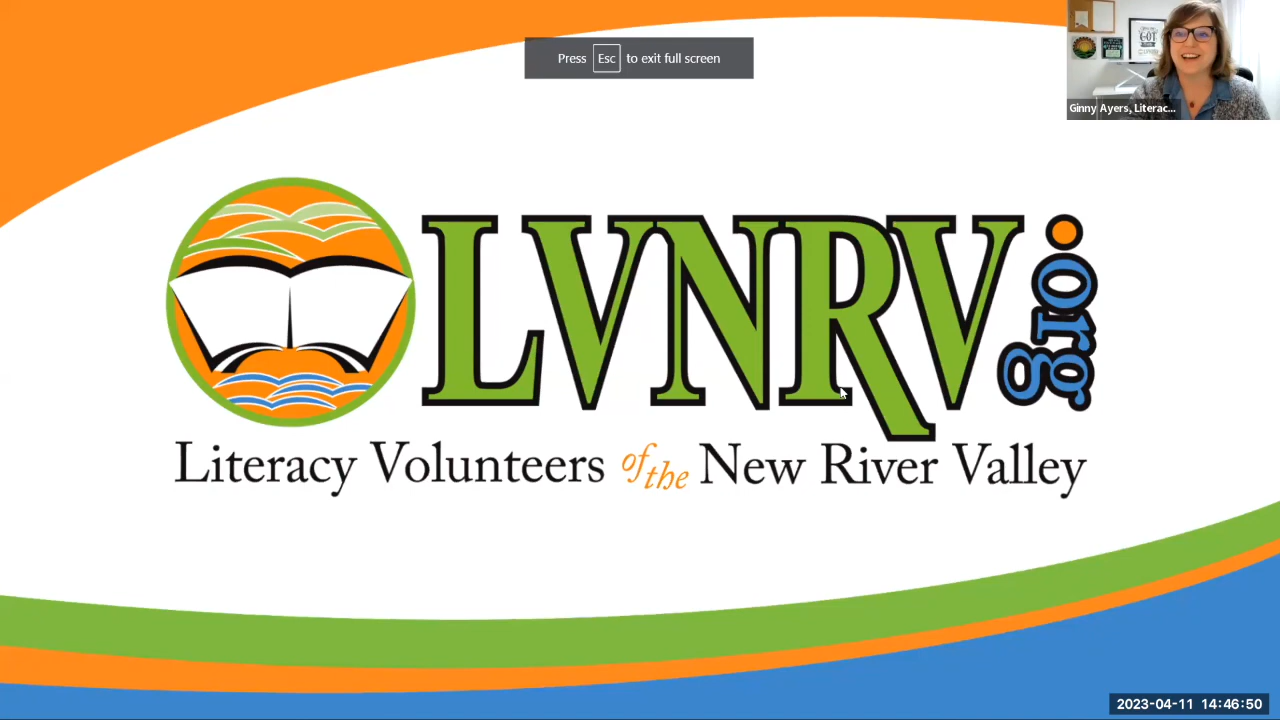 Press Esc to exit full screen
GOT
Ginny Ayers, Literac...
LVNRV.org
Literacy Volunteers of the New River Valley
2023-04-11 14:46:50